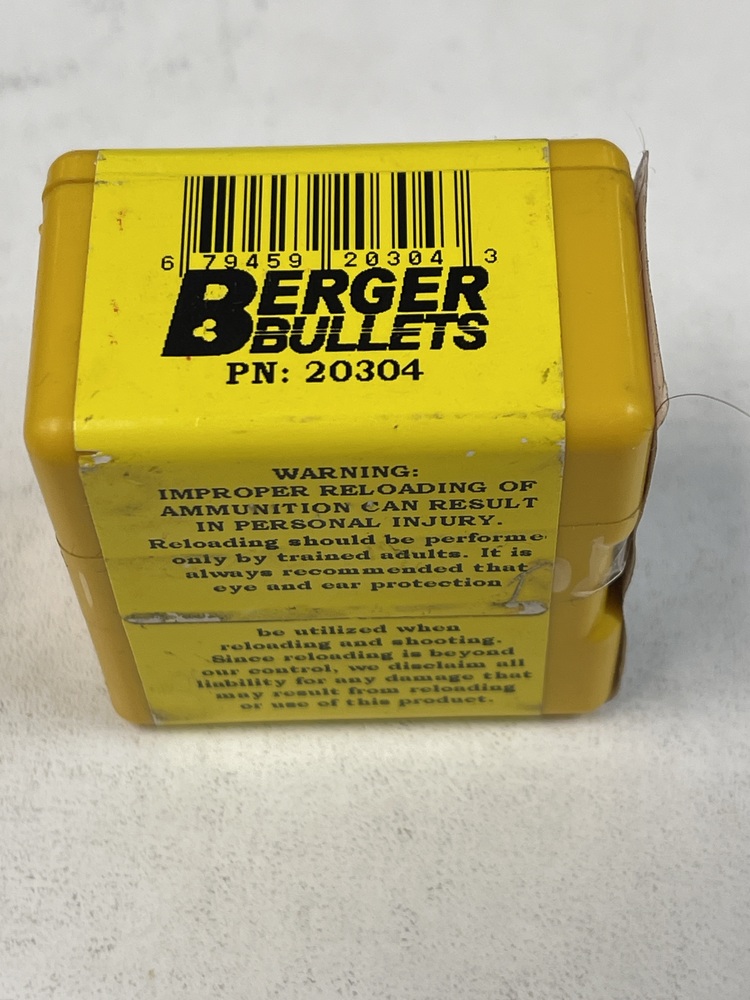 6 79459 20304 3
BERGER
BULLETS
PN: 20304
WARNING:
IMPROPER RELOADING OF
AMMUNITION CAN RESULT
IN PERSONAL INJURY.
Reloading should be performe
only by trained adults. It is
always recommended that
eye and ear protection
be utilized when
reloading and shooting.
Since reloading is beyond
our control, we disclaim all
liability for any damage that
may result from reloading
or use of this product.